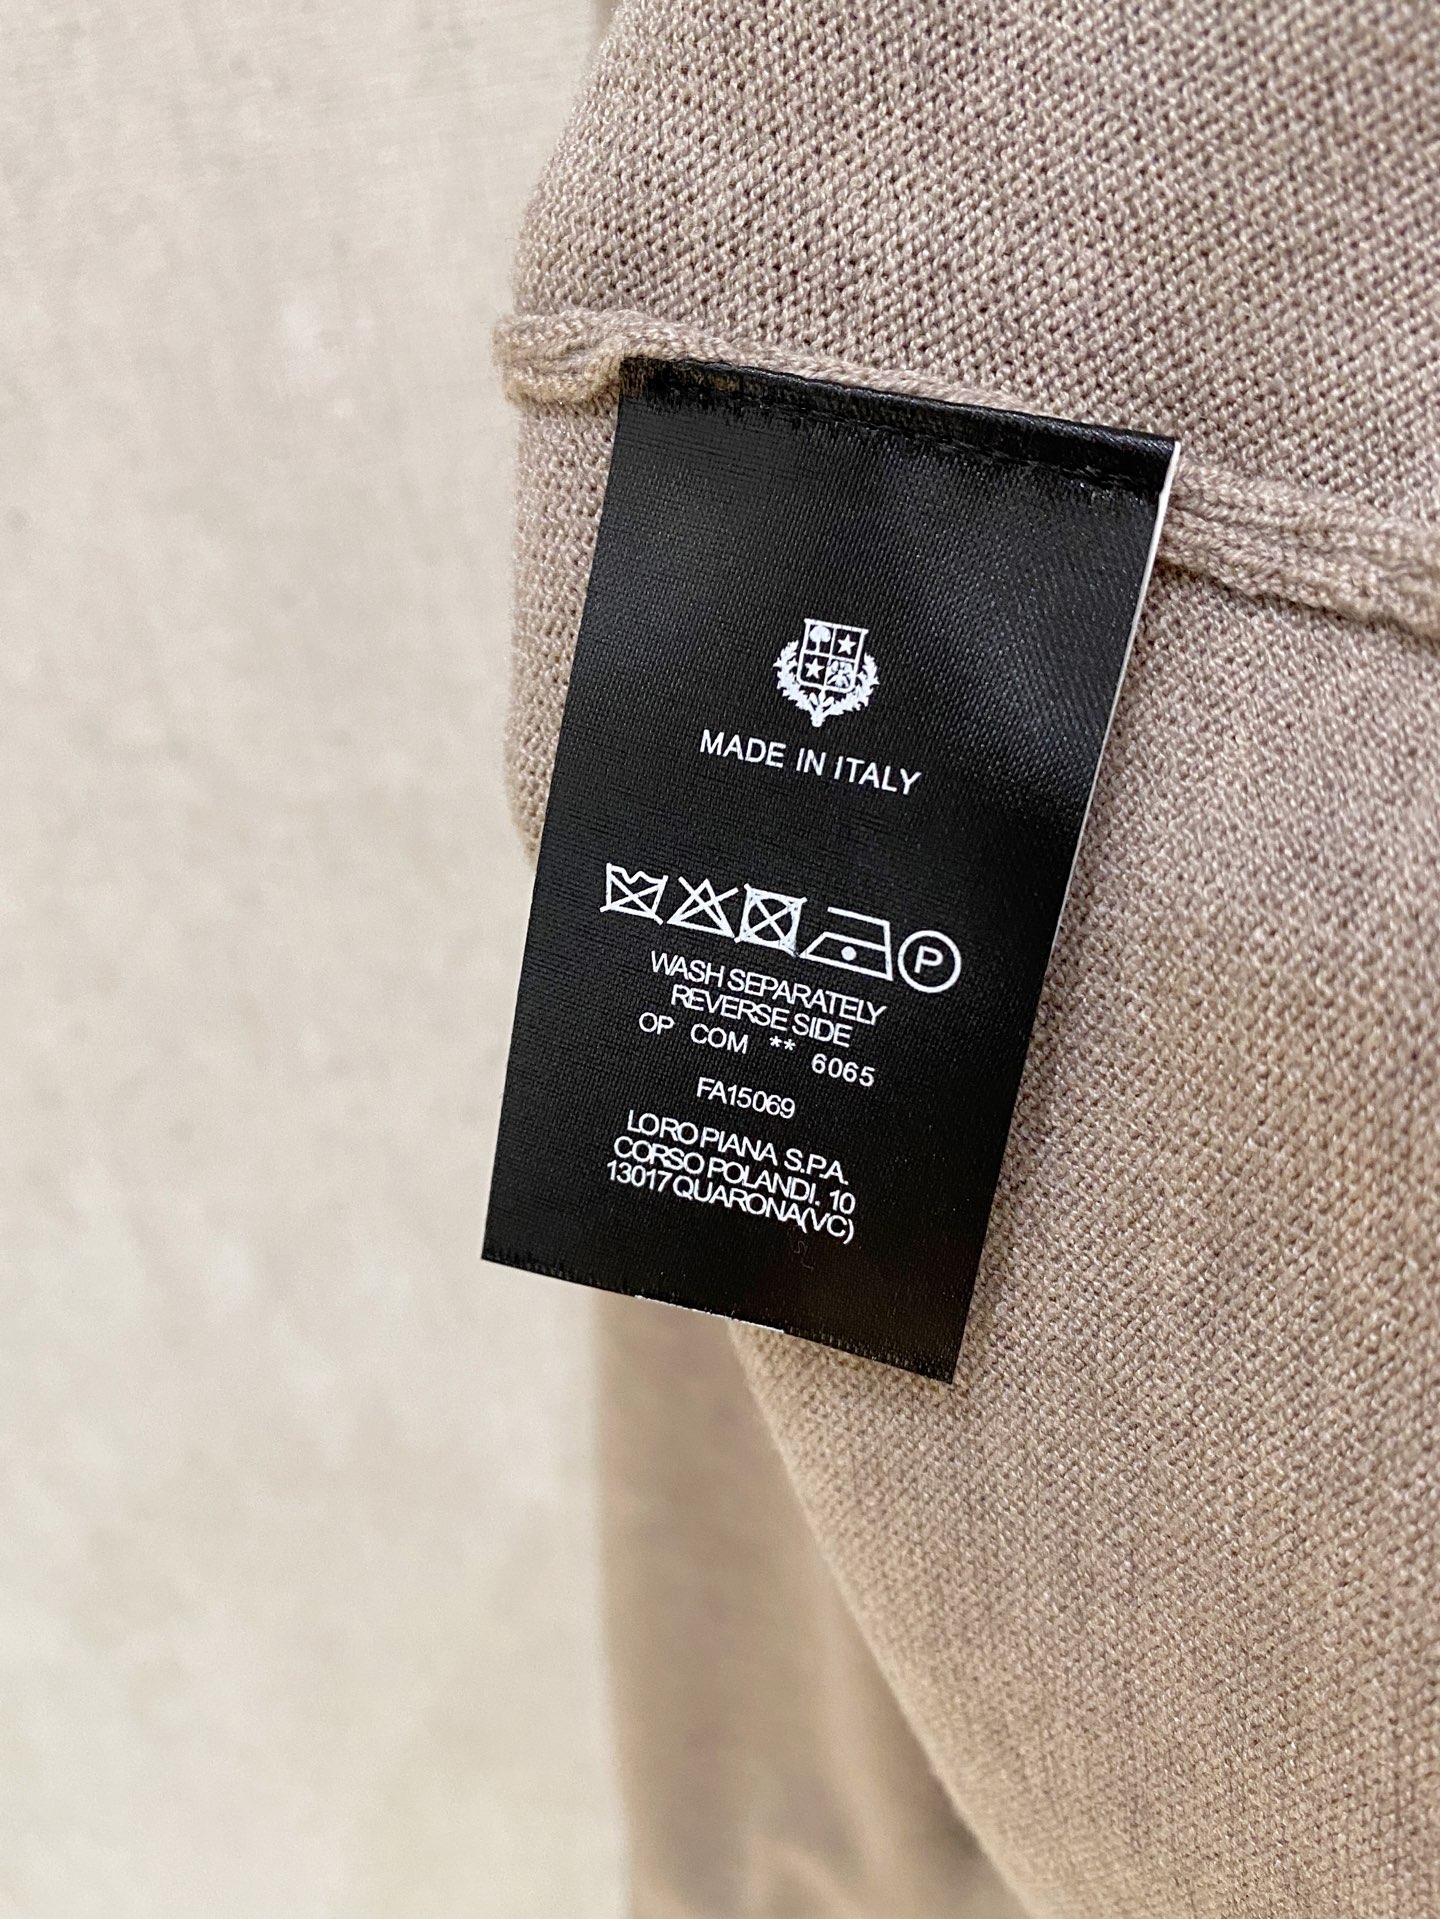 MADE IN ITALY
P
WASH SEPARATELY
REVERSE SIDE
OP COM ** 6065
FA15069
LORO PIANA S.P.A.
CORSO POLANDI. 10
13017 QUARONA(VC)